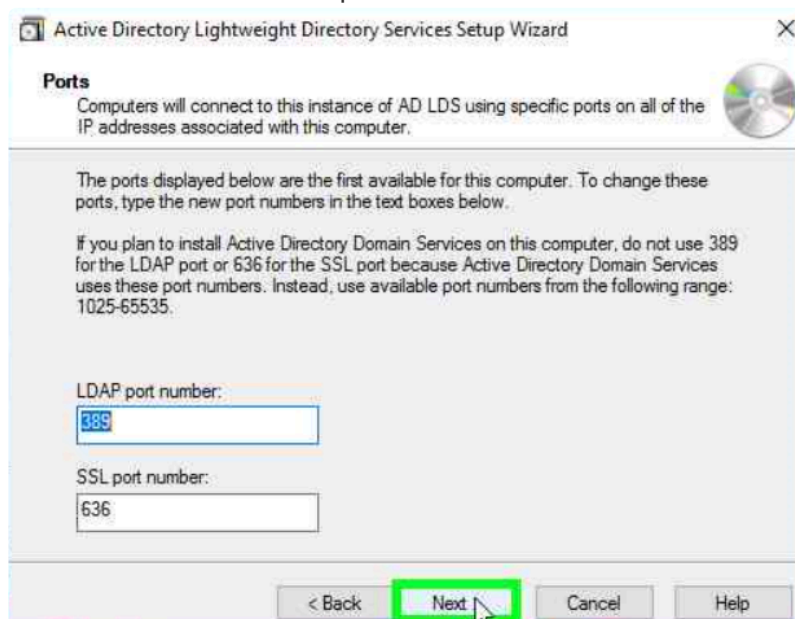 Active Directory Lightweight Directory Services Setup Wizard
Ports
Computers will connect to this instance of AD LDS using specific ports on all of the
IP addresses associated with this computer.
The ports displayed below are the first available for this computer. To change these
ports, type the new port numbers in the text boxes below.
If you plan to install Active Directory Domain Services on this computer, do not use 389
for the LDAP port or 636 for the SSL port because Active Directory Domain Services
uses these port numbers. Instead, use available port numbers from the following range:
1025-65535.
LDAP port number:
389
SSL port number:
636
< Back Next Cancel Help